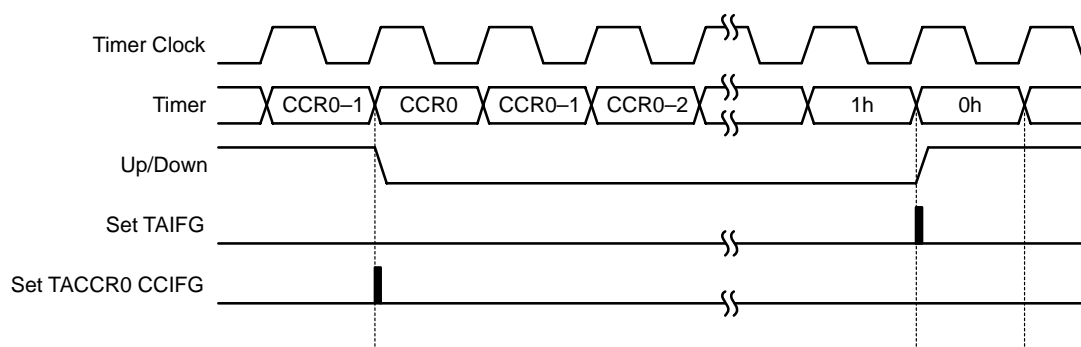 Timer Clock
Timer CCR0–1 CCR0 CCR0–1 CCR0–2 1h 0h
Up/Down
Set TAIFG
Set TACCR0 CCIFG